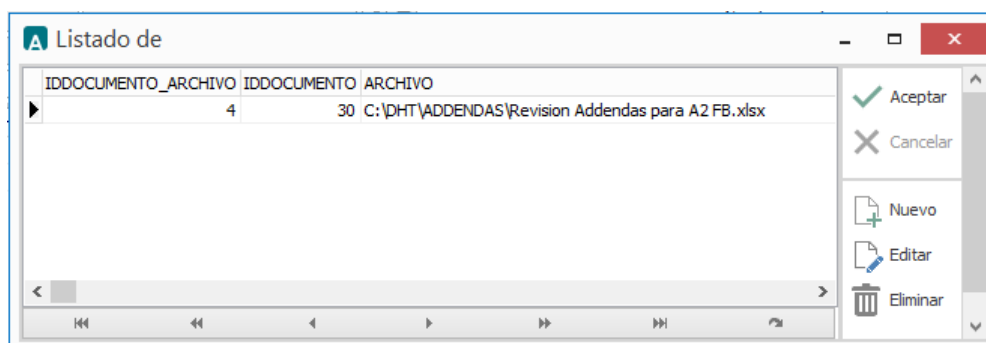 Listado de
IDDOCUMENTO_ARCHIVO IDDOCUMENTO ARCHIVO
4 30 C:\DHT\ADDENDAS\Revision Addendas para A2 FB.xlsx
Aceptar
Cancelar
Nuevo
Editar
Eliminar